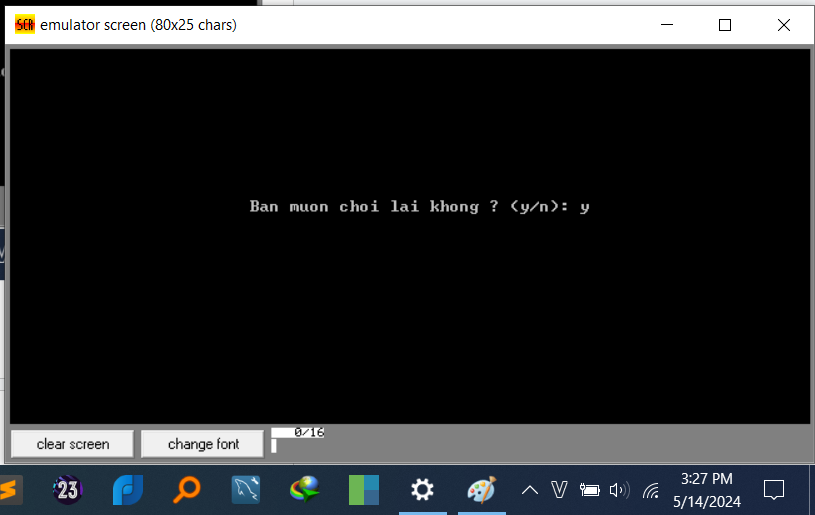 SCR emulator screen (80x25 chars)
Ban muon choi lai khong ? (y/n): y
clear screen
change font
0/16
23
3:27 PM
5/14/2024